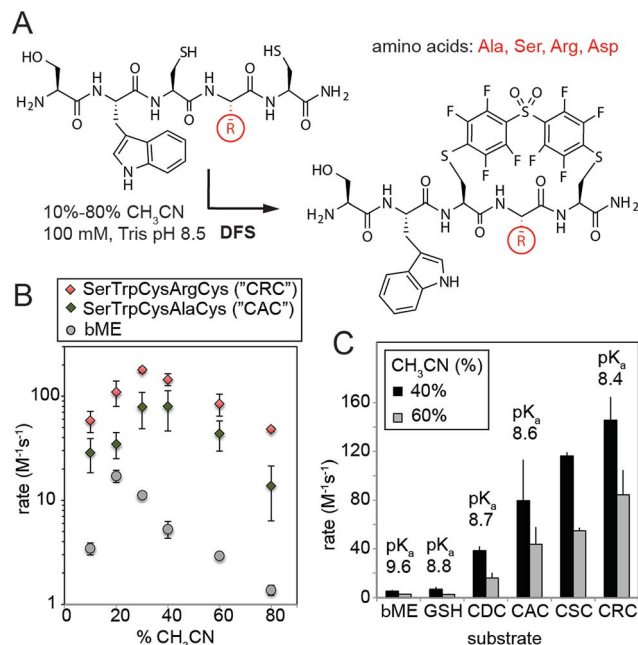 A
amino acids: Ala, Ser, Arg, Asp
SH
HS
HO
O
H
N
O
H
N
NH2
H2N
N
H
O
N
H
O
O
R̄
N
H
10%-80% CH3CN
100 mM, Tris pH 8.5 DFS
F
F
O
O
S
F
F
F
F
F
F
S
S
HO
O
H
N
O
H
N
NH2
H2N
N
H
O
N
H
O
O
R̄
N
H
B
SerTrpCysArgCys ("CRC")
SerTrpCysAlaCys ("CAC")
bME
rate (M-1s-1)
100
10
1
0 20 40 60 80
% CH3CN
C
CH3CN (%)
40%
60%
rate (M-1s-1)
160
120
80
40
0
pKa
9.6
pKa
8.8
pKa
8.7
pKa
8.6
pKa
8.4
bME GSH CDC CAC CSC CRC
substrate